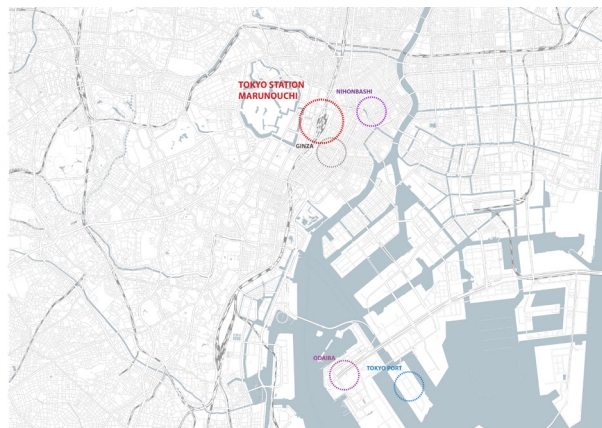 TOKYO STATION
MARUNOUCHI
NIHONBASHI
GINZA
ODAIBA
TOKYO PORT